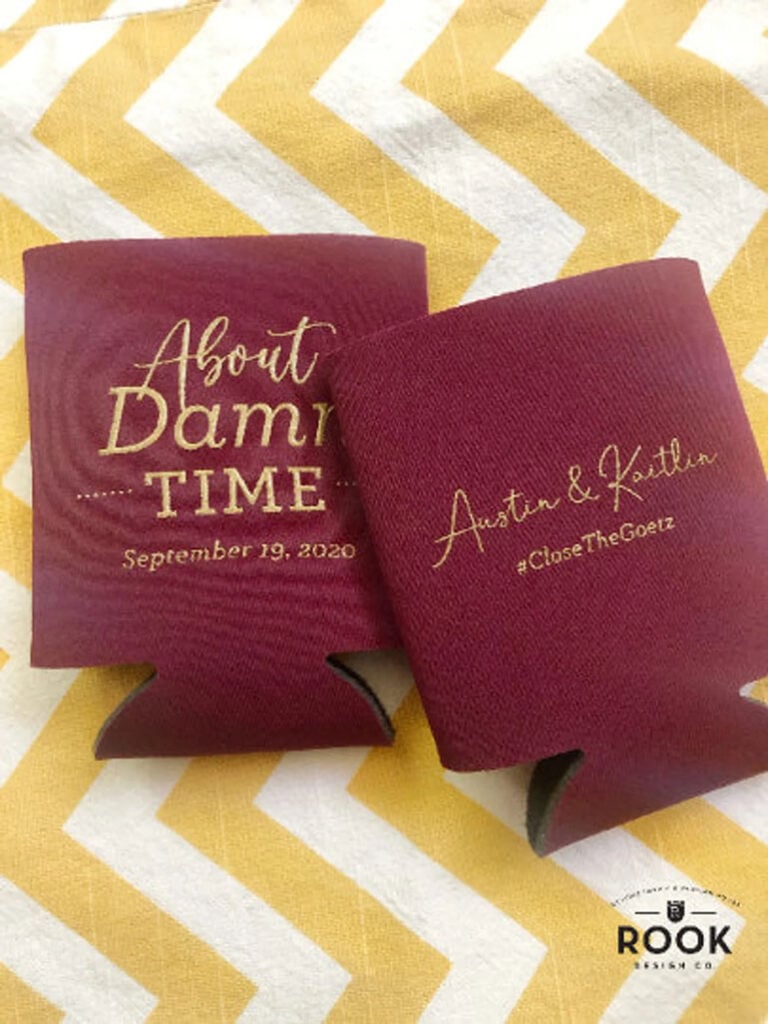 About
Damn
TIME
September 19, 2020
Austin & Kaitlin
#CloseTheGoetz
ROOK
DESIGN CO.